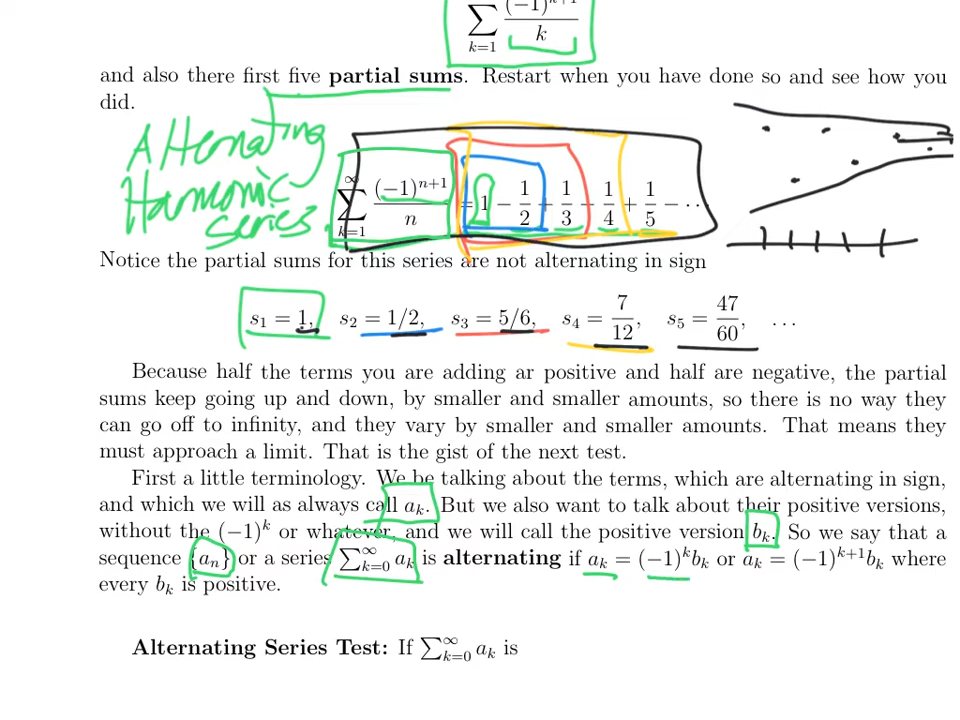 ∑_{k=1} (−1)^{n+1} / k
and also there first five partial sums. Restart when you have done so and see how you
did.
Alternating
Harmonic
series.
∑_{k=1}^{∞} (−1)^{n+1} / n = 1 − 1/2 + 1/3 − 1/4 + 1/5 − ⋯
Notice the partial sums for this series are not alternating in sign
s₁ = 1, s₂ = 1/2, s₃ = 5/6, s₄ = 7/12, s₅ = 47/60, …
Because half the terms you are adding ar positive and half are negative, the partial
sums keep going up and down, by smaller and smaller amounts, so there is no way they
can go off to infinity, and they vary by smaller and smaller amounts. That means they
must approach a limit. That is the gist of the next test.
First a little terminology. We be talking about the terms, which are alternating in sign,
and which we will as always call aₖ. But we also want to talk about their positive versions,
without the (−1)ᵏ or whatever, and we will call the positive version bₖ. So we say that a
sequence {aₙ} or a series ∑_{k=0}^{∞} aₖ is alternating if aₖ = (−1)ᵏbₖ or aₖ = (−1)ᵏ⁺¹bₖ where
every bₖ is positive.
Alternating Series Test: If ∑_{k=0}^{∞} aₖ is